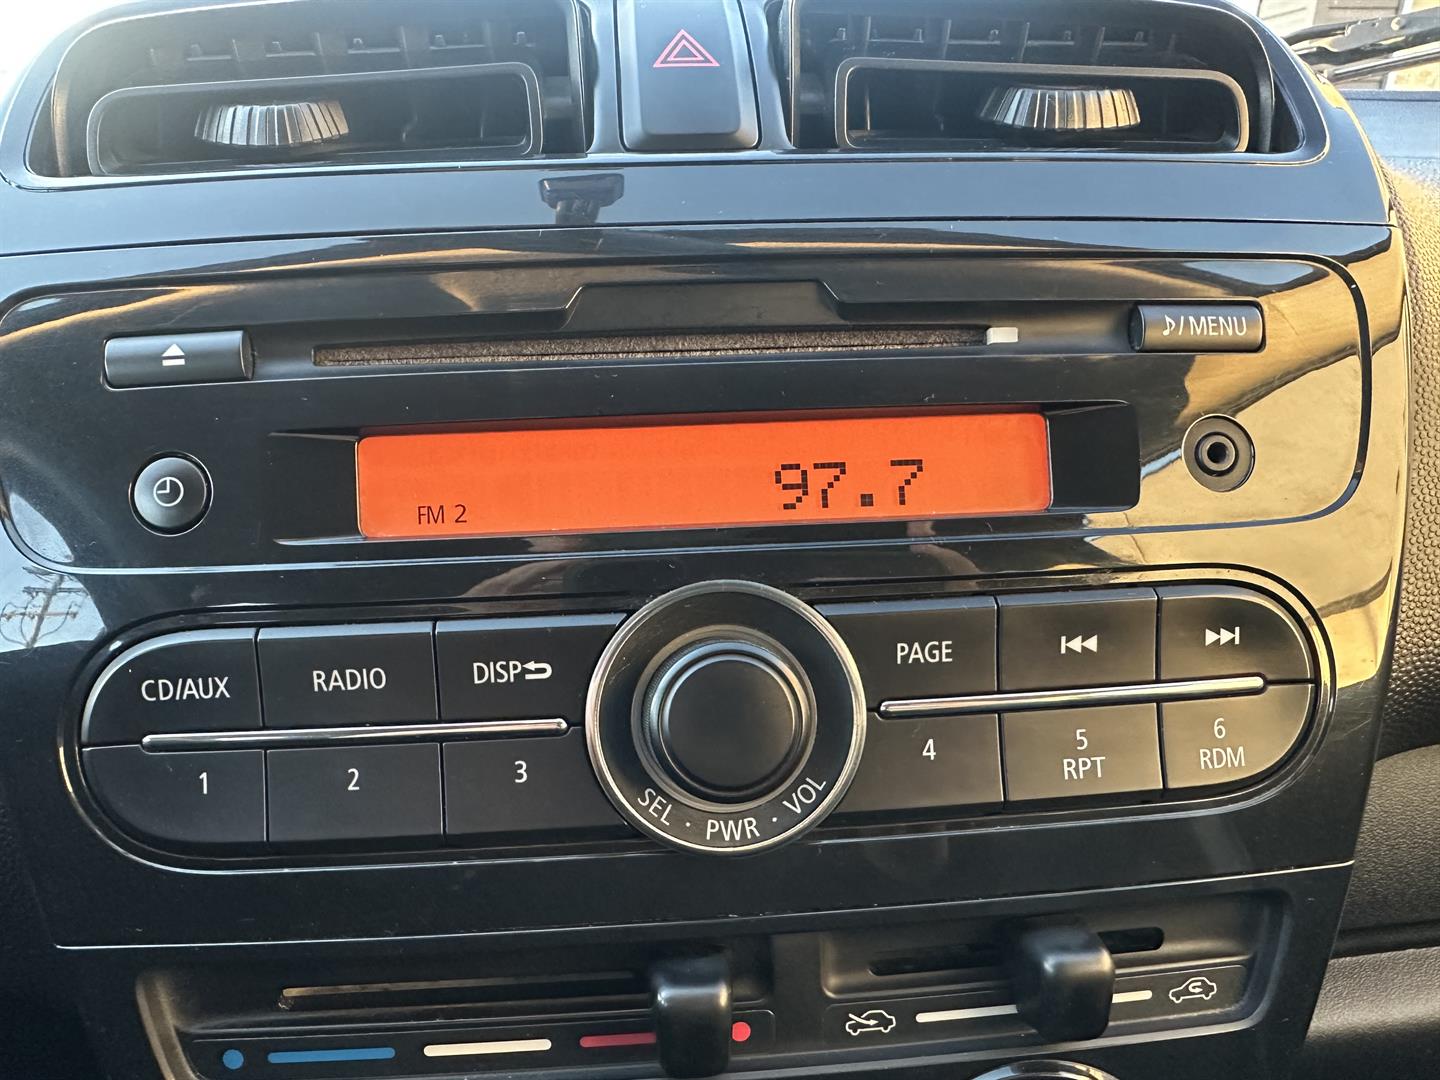 ♪/MENU
97.7
FM 2
CD/AUX
RADIO
DISP
PAGE
1
2
3
4
5
RPT
6
RDM
SEL · PWR · VOL